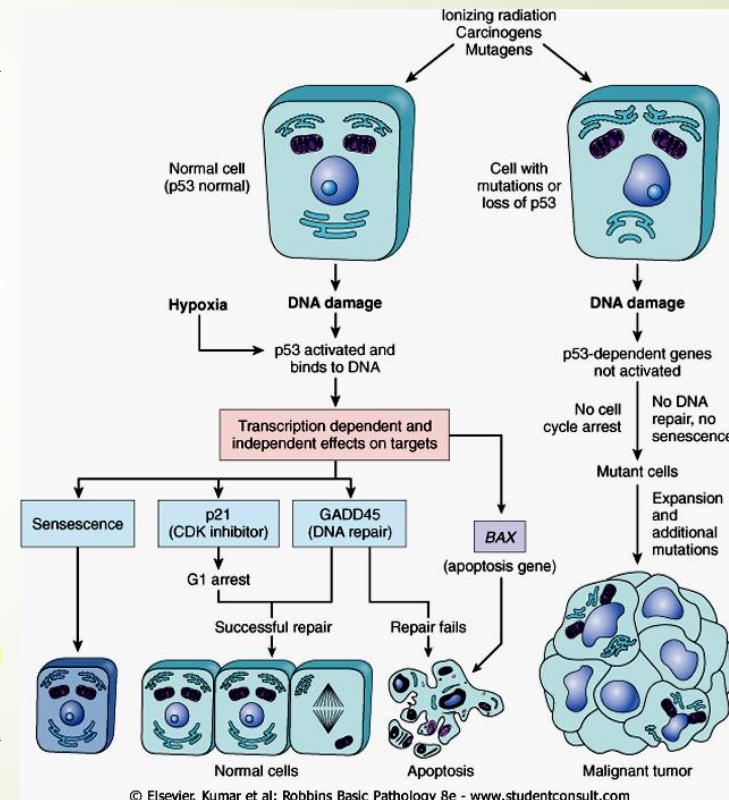 Ionizing radiation
Carcinogens
Mutagens
Normal cell
(p53 normal)
Cell with
mutations or
loss of p53
Hypoxia
DNA damage
DNA damage
p53 activated and
binds to DNA
p53-dependent genes
not activated
No cell
cycle arrest
No DNA
repair, no
senescence
Transcription dependent and
independent effects on targets
Mutant cells
Expansion
and
additional
mutations
Sensescence
p21
(CDK inhibitor)
GADD45
(DNA repair)
BAX
(apoptosis gene)
G1 arrest
Successful repair
Repair fails
Normal cells
Apoptosis
Malignant tumor
© Elsevier. Kumar et al: Robbins Basic Pathology 8e - www.studentconsult.com